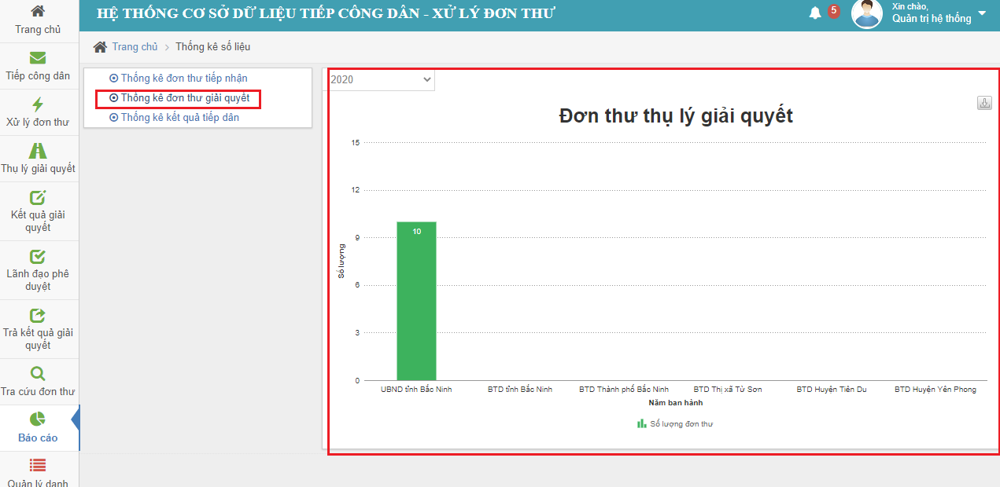 HỆ THỐNG CƠ SỞ DỮ LIỆU TIẾP CÔNG DÂN - XỬ LÝ ĐƠN THƯ
5
Xin chào,
Quản trị hệ thống
Trang chủ
Tiếp công dân
Xử lý đơn thư
Thụ lý giải quyết
Kết quả giải
quyết
Lãnh đạo phê
duyệt
Trả kết quả giải
quyết
Tra cứu đơn thư
Báo cáo
Quản lý danh
Trang chủ > Thống kê số liệu
Thống kê đơn thư tiếp nhận
Thống kê đơn thư giải quyết
Thống kê kết quả tiếp dân
2020
Đơn thư thụ lý giải quyết
15
12
9
6
3
0
Số lượng
10
UBND tỉnh Bắc Ninh
BTD tỉnh Bắc Ninh
BTD Thành phố Bắc Ninh
BTD Thị xã Từ Sơn
BTD Huyện Tiên Du
BTD Huyện Yên Phong
Năm ban hành
Số lượng đơn thư